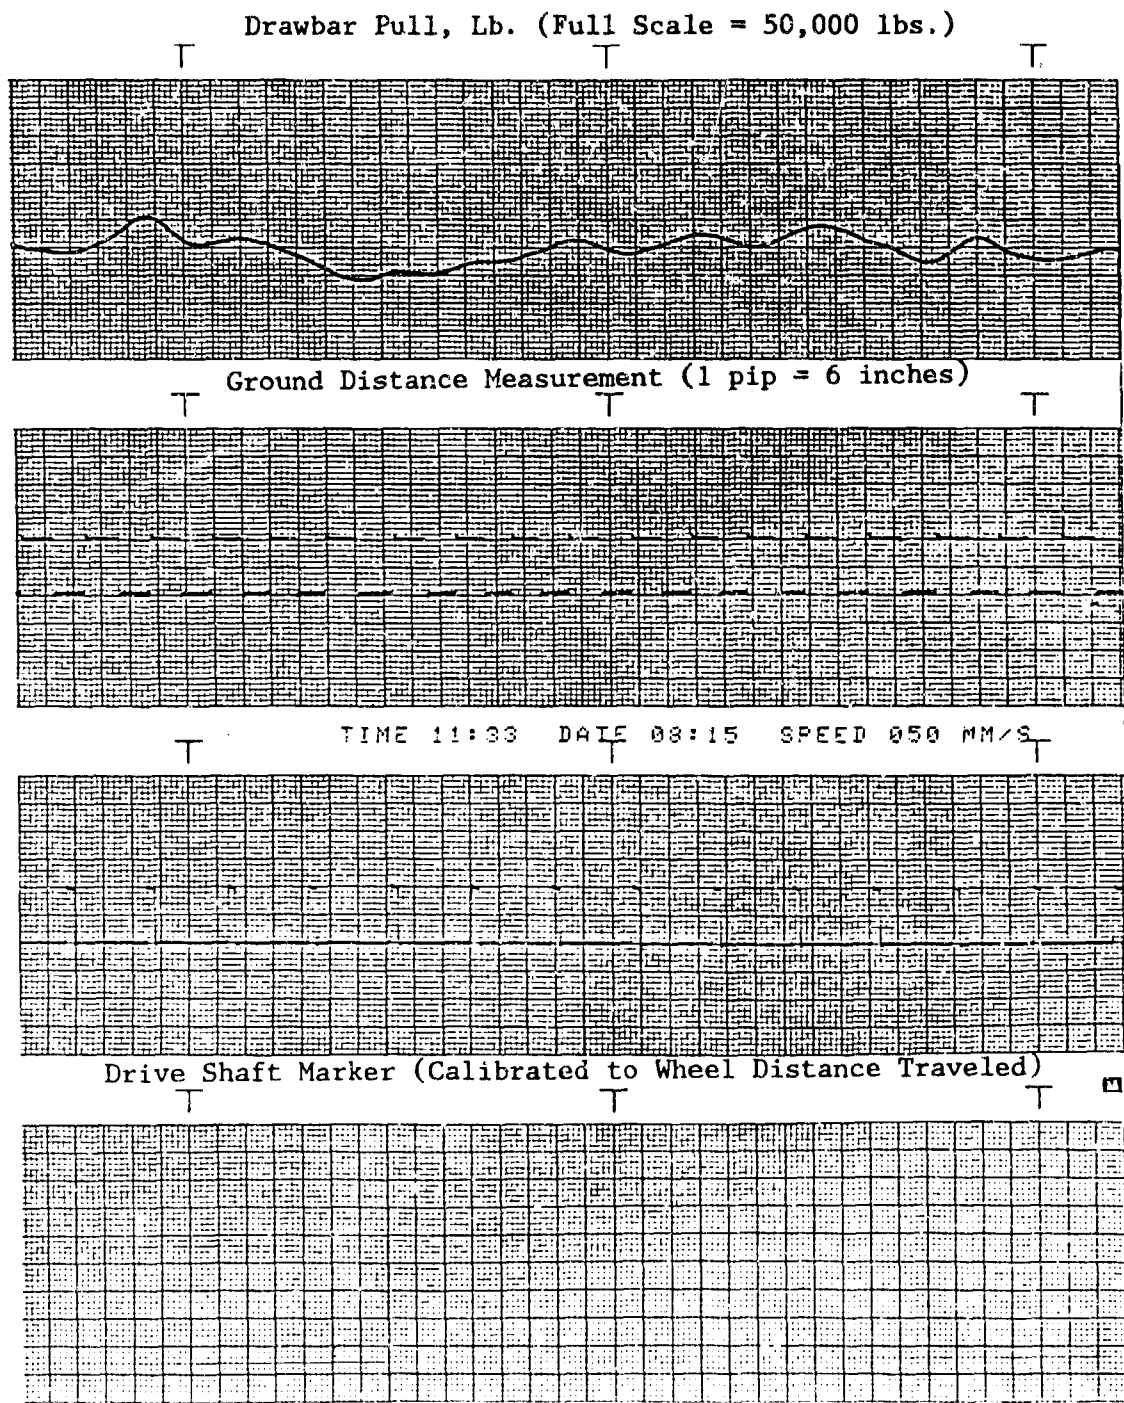 Drawbar Pull, Lb. (Full Scale = 50,000 lbs.)
Ground Distance Measurement (1 pip = 6 inches)
TIME 11:33 DATE 08:15 SPEED 050 MM/S
Drive Shaft Marker (Calibrated to Wheel Distance Traveled)